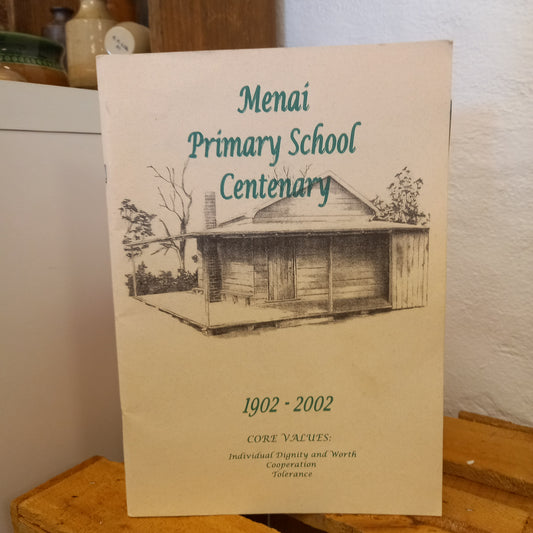 Menai
Primary School
Centenary
1902 - 2002
CORE VALUES:
Individual Dignity and Worth
Cooperation
Tolerance